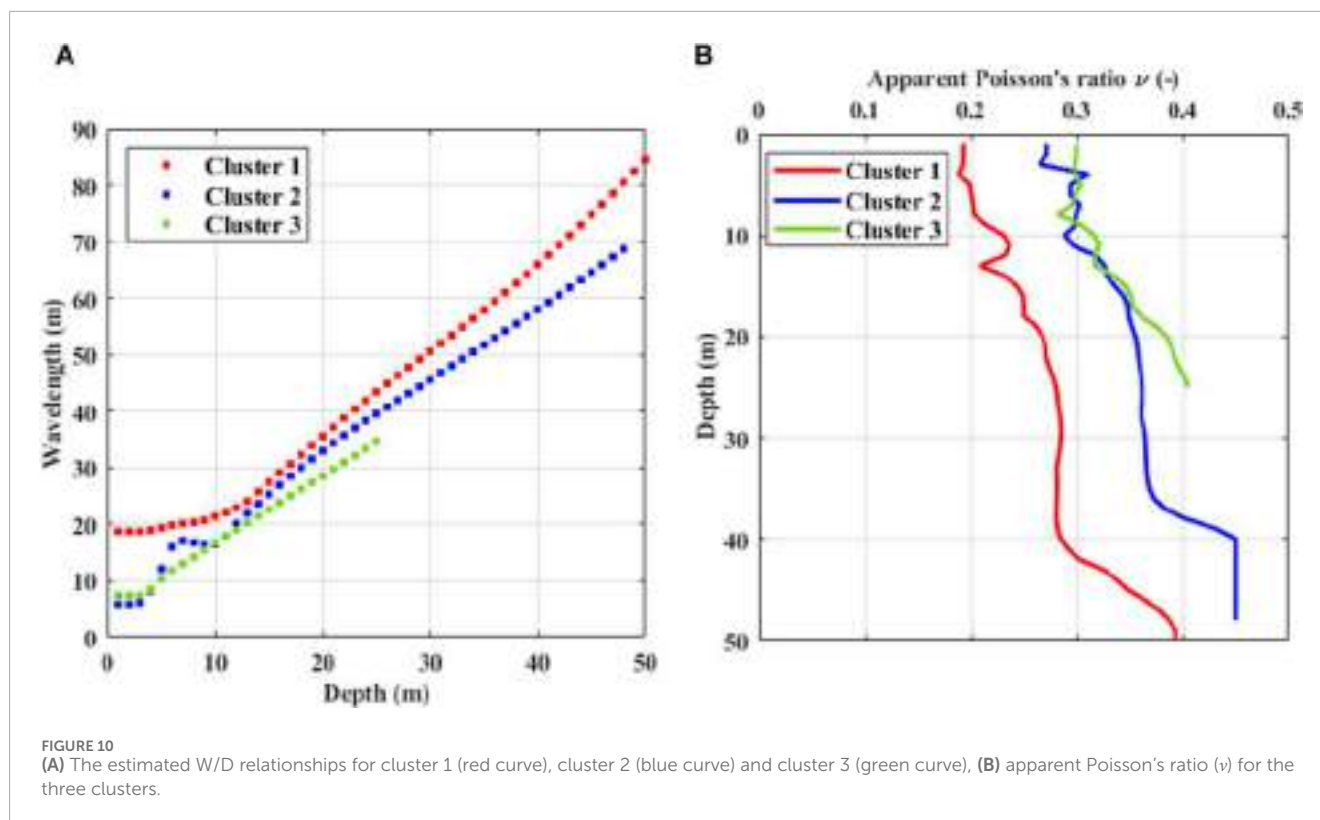 A
90
80
70
60
50
40
30
20
10
0
Wavelength (m)
Cluster 1
Cluster 2
Cluster 3
0 10 20 30 40 50
Depth (m)
B
Apparent Poisson's ratio ν (-)
0 0.1 0.2 0.3 0.4 0.5
0
10
20
30
40
50
Depth (m)
Cluster 1
Cluster 2
Cluster 3
FIGURE 10
(A) The estimated W/D relationships for cluster 1 (red curve), cluster 2 (blue curve) and cluster 3 (green curve), (B) apparent Poisson's ratio (ν) for the
three clusters.